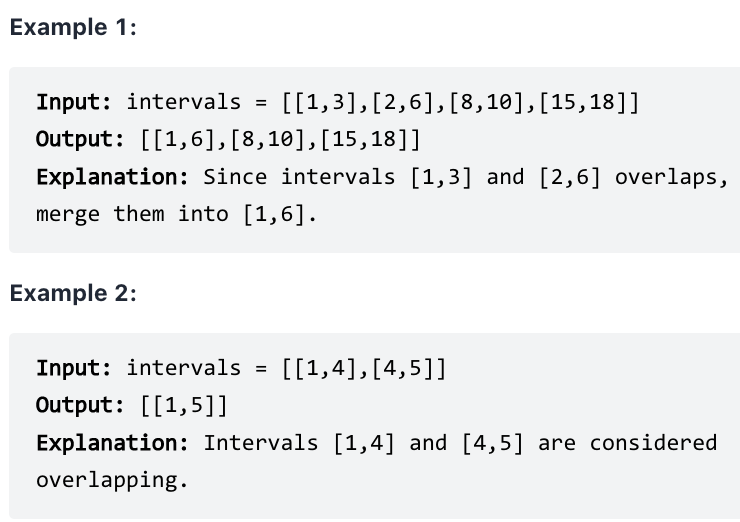 Example 1:
Input: intervals = [[1,3],[2,6],[8,10],[15,18]]
Output: [[1,6],[8,10],[15,18]]
Explanation: Since intervals [1,3] and [2,6] overlaps,
merge them into [1,6].
Example 2:
Input: intervals = [[1,4],[4,5]]
Output: [[1,5]]
Explanation: Intervals [1,4] and [4,5] are considered
overlapping.